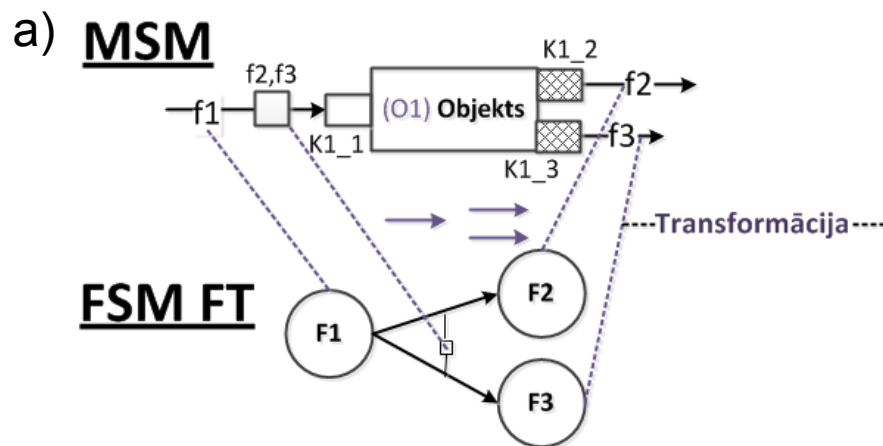 a)
MSM
f2,f3
f1
K1_1
(O1) Objekts
K1_2
f2
K1_3
f3
Transformācija
FSM FT
F1
F2
F3